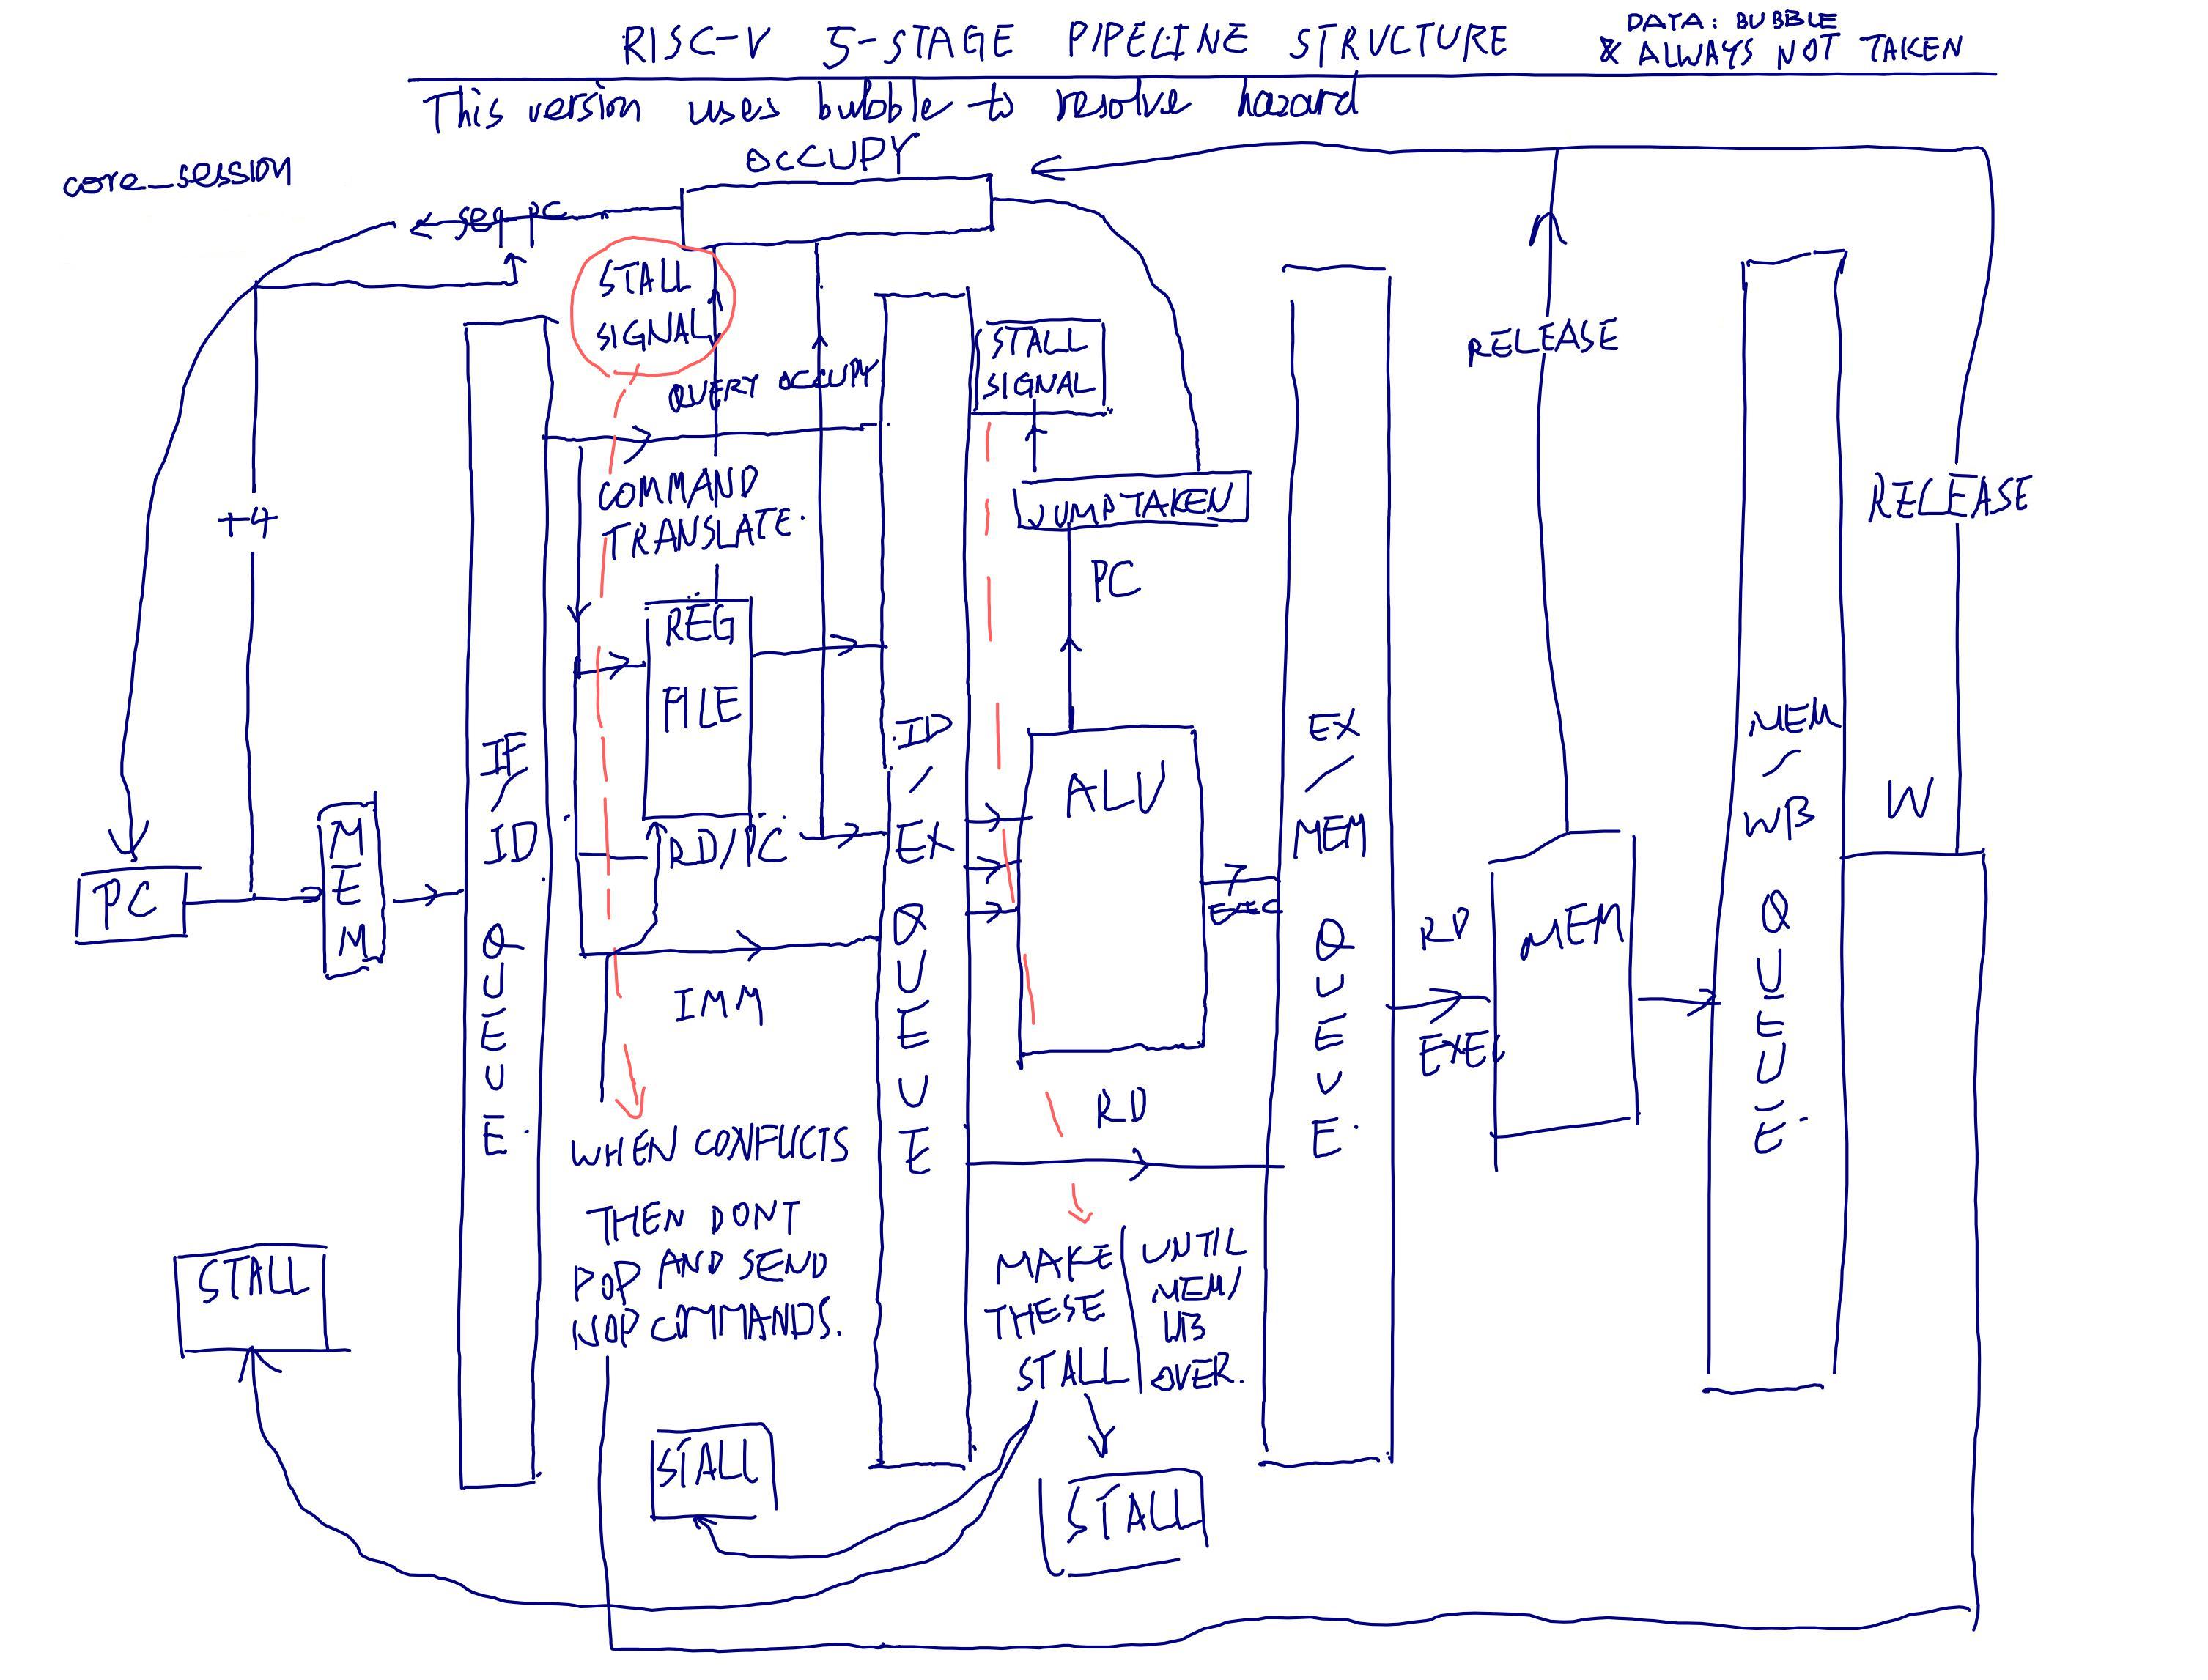 RISC-V 5-STAGE PIPELINE STRUCTURE
DATA: BUBBLE
& ALWAYS NOT TAKEN
This version uses bubble to resolve hazard
core_session
OCCUPY
seq pc
STALL
SIGNAL
QUERY OCCUPY
STALL
SIGNAL
RELEASE
COMMAND
TRANSLATE.
JUMP TAKEN
RELEASE
+4
PC
REG
FILE
PC
MEM
IF/ID QUEUE.
RD/PC
IMM
ID/EX QUEUE
ALU
EXEC
RD
EX/MEM QUEUE.
RD
EXEC
MEM
MEM/WB QUEUE.
W
WHEN CONFLICTS
THEN DONT
POP AND SEND
NOP COMMANDS.
MAKE
THESE
STALL
UNTIL
MEM/
WB
OVER.
STALL
STALL
STALL